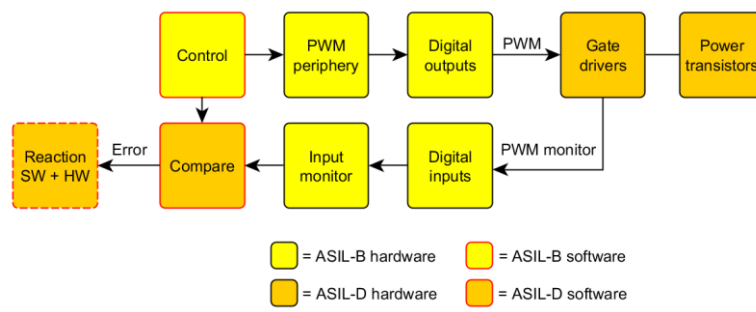 Control
PWM
periphery
Digital
outputs
PWM
Gate
drivers
Power
transistors
Reaction
SW + HW
Error
Compare
Input
monitor
Digital
inputs
PWM monitor
= ASIL-B hardware
= ASIL-B software
= ASIL-D hardware
= ASIL-D software